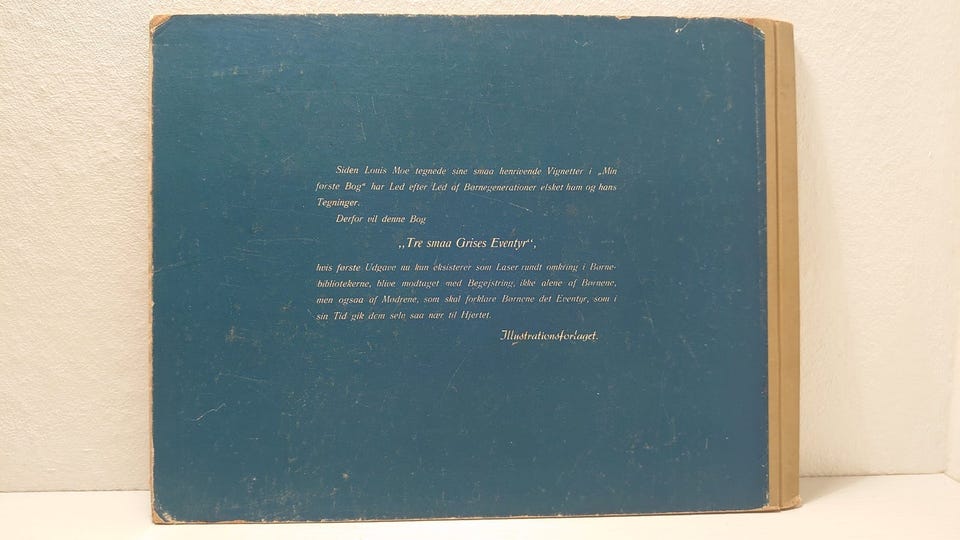 Siden Louis Moe tegnede sine smaa henrivende Vignetter i „Min
første Bog“ har Led efter Led af Børnegenerationer elsket ham og hans
Tegninger.
Derfor vil denne Bog
„Tre smaa Grises Eventyr“,
hvis første Udgave nu kun eksisterer som Laser rundt omkring i Børne-
bibliotekerne, blive modtaget med Begejstring, ikke alene af Børnene,
men ogsaa af Mødrene, som skal forklare Børnene det Eventyr, som i
sin Tid gik dem selv saa nær til Hjertet.
Illustrationsforlaget.